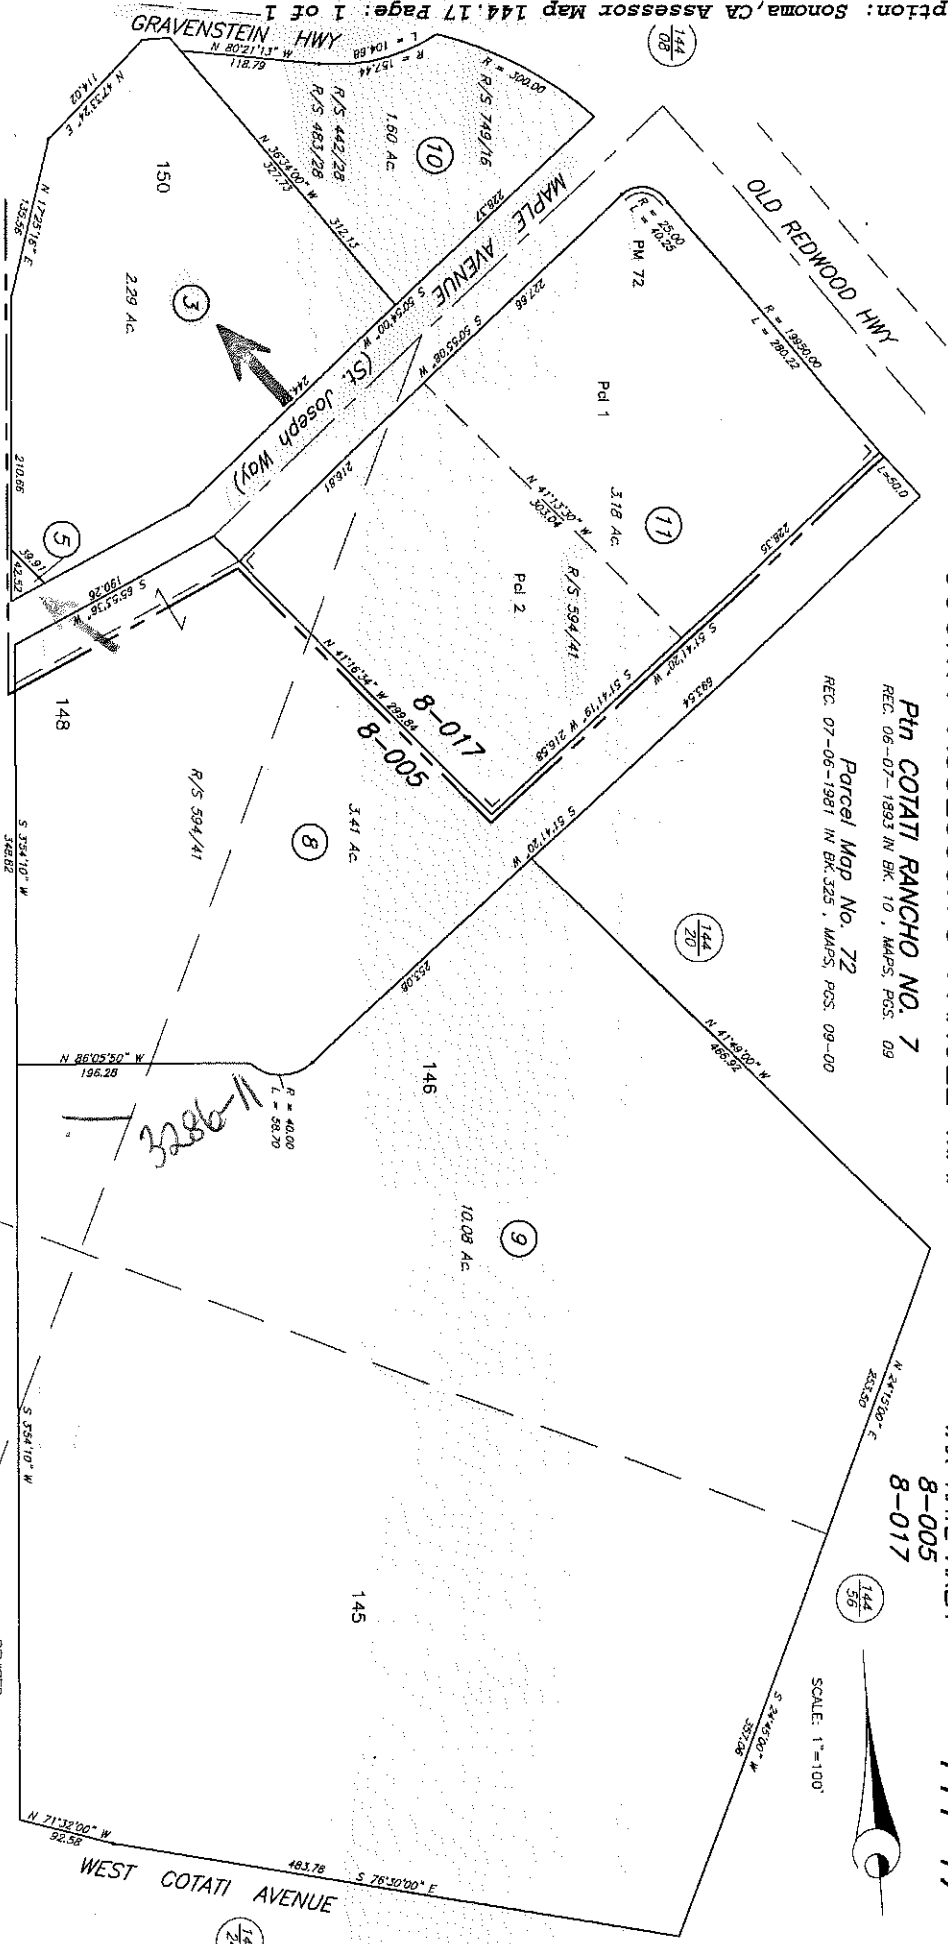 ption: Sonoma,CA Assessor Map 144.17 Page: 1 of 1
Ptn COTATI RANCHO NO. 7
REC. 06-07-1893 IN BK. 10 , MAPS, PGS. 09
Parcel Map No. 72
REC. 07-06-1981 IN BK.325 , MAPS, PGS. 09-00
8-005
8-017
SCALE: 1"=100'
144
08
144
20
144
56
OLD REDWOOD HWY
GRAVENSTEIN HWY
MAPLE AVENUE
(St. Joseph Way)
WEST COTATI AVENUE
N 80°21'13" W
118.79
R = 157.44
L = 104.68
R = 300.00
R/S 749/16
R/S 442/28
R/S 483/28
10
1.60 Ac.
228.37
N 36°34'00" W
327.73
312.13
N 47°33'24" E
114.02
N 17°25'16" E
135.56
150
3
2.29 Ac.
S 50°54'00" W
210.66
39.91
42.52
5
S 65°55'36" W
190.26
R = 25.00
L = 40.25
PM 72
R = 19950.00
L = 280.22
L=50.0
Pcl 1
11
3.18 Ac.
227.66
S 50°55'08" W
216.81
N 41°13'30" W
303.04
R/S 594/41
Pcl 2
228.35
S 51°41'20" W
S 51°41'19" W 216.58
693.54
S 51°41'20" W
N 41°16'34" W 299.84
8-017
8-005
148
R/S 594/41
8
3.41 Ac.
S 3°54'10" W
348.82
253.08
N 86°05'50" W
196.28
R = 40.00
L = 58.70
3286-11
146
9
10.08 Ac.
N 41°49'00" W
466.92
N 24°15'00" E
253.50
S 24°45'00" W
357.06
145
S 3°54'10" W
N 71°32'00" W
92.58
483.78
S 76°30'00" E